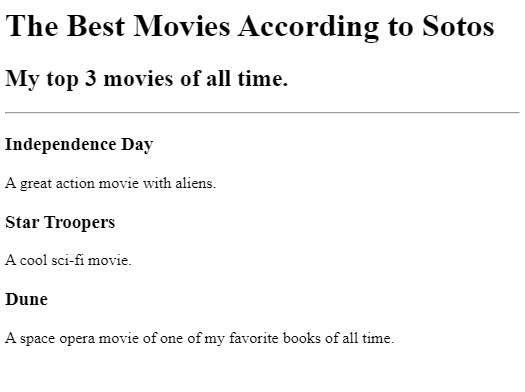 The Best Movies According to Sotos
My top 3 movies of all time.
Independence Day
A great action movie with aliens.
Star Troopers
A cool sci-fi movie.
Dune
A space opera movie of one of my favorite books of all time.